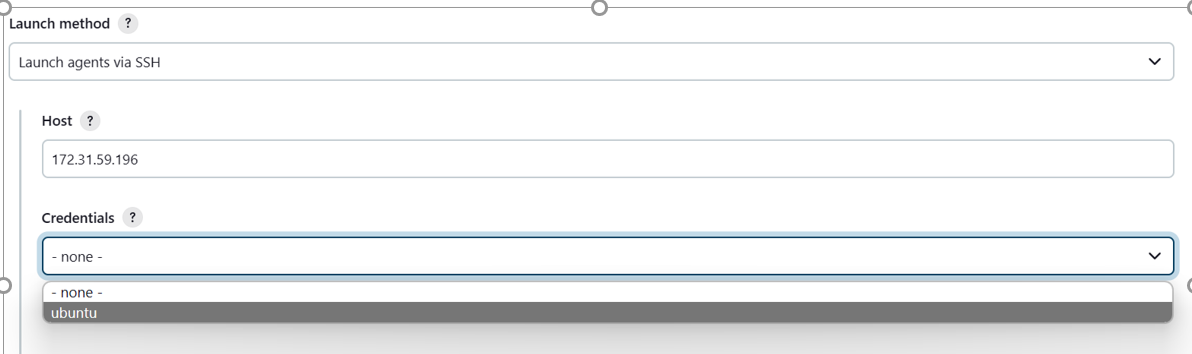 Launch method ?
Launch agents via SSH
Host ?
172.31.59.196
Credentials ?
- none -
- none -
ubuntu